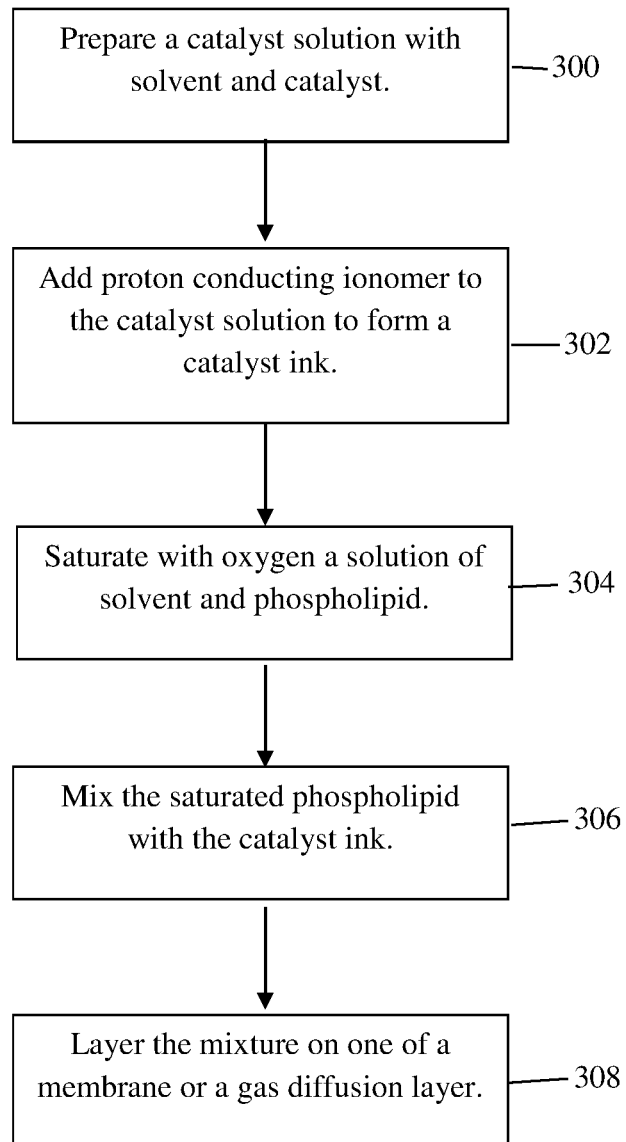 Prepare a catalyst solution with
solvent and catalyst.
300
Add proton conducting ionomer to
the catalyst solution to form a
catalyst ink.
302
Saturate with oxygen a solution of
solvent and phospholipid.
304
Mix the saturated phospholipid
with the catalyst ink.
306
Layer the mixture on one of a
membrane or a gas diffusion layer.
308